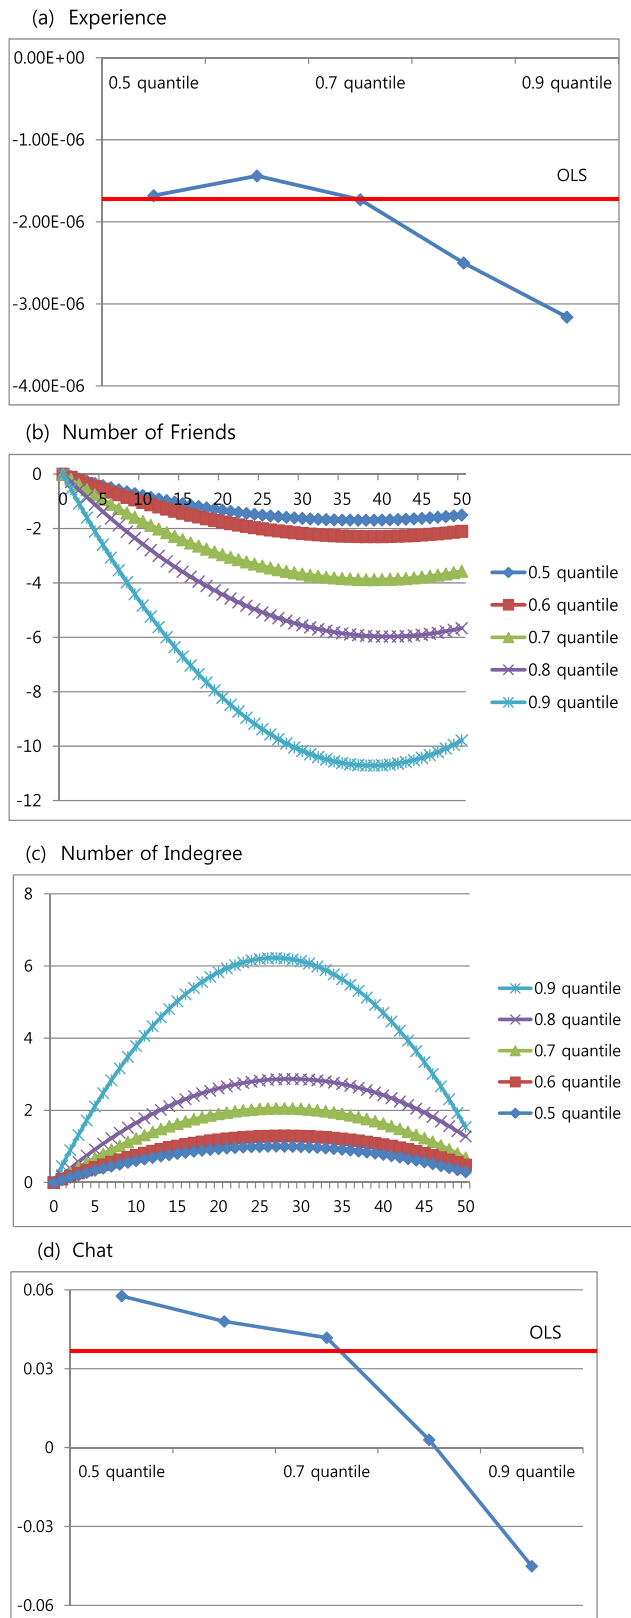 (a) Experience
0.00E+00
0.5 quantile 0.7 quantile 0.9 quantile
-1.00E-06
OLS
-2.00E-06
-3.00E-06
-4.00E-06
(b) Number of Friends
0
0 5 10 15 20 25 30 35 40 45 50
-2
-4
-6
-8
-10
-12
0.5 quantile
0.6 quantile
0.7 quantile
0.8 quantile
0.9 quantile
(c) Number of Indegree
8
6
4
2
0
0 5 10 15 20 25 30 35 40 45 50
0.9 quantile
0.8 quantile
0.7 quantile
0.6 quantile
0.5 quantile
(d) Chat
0.06
OLS
0.03
0
0.5 quantile 0.7 quantile 0.9 quantile
-0.03
-0.06